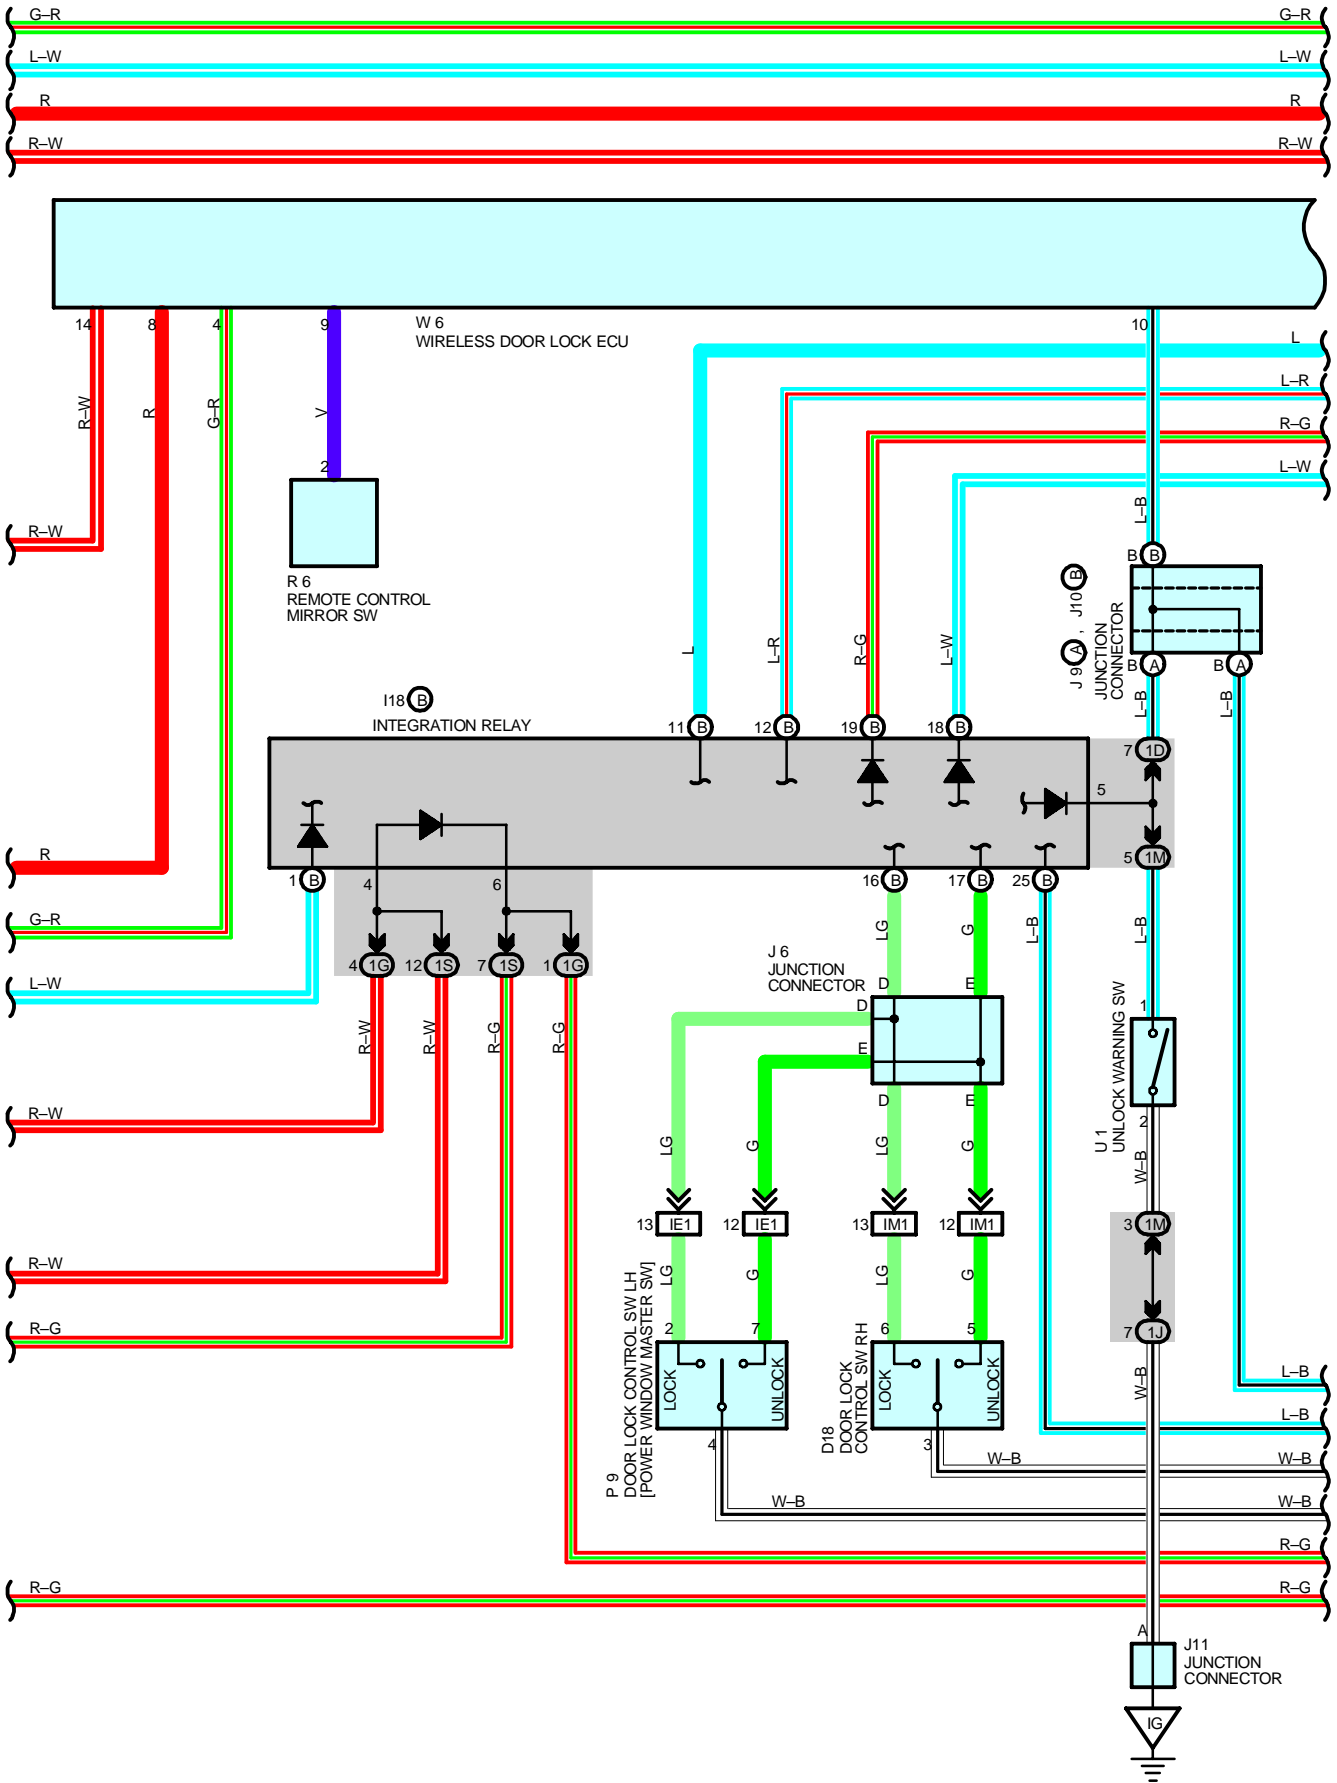 G–R G–R
L–W L–W
R R
R–W R–W
14 8 4 9 10
W 6
WIRELESS DOOR LOCK ECU
L
L–R
R–G
L–W
R–W R G–R V
2
L–B
R–W
R 6
REMOTE CONTROL
MIRROR SW
B B
J 9 A , J10 B
JUNCTION
CONNECTOR
B A B A
L L–R R–G L–W
L–B L–B
I18 B
INTEGRATION RELAY
11 B 12 B 19 B 18 B
7 1D
5
5 1M
R
1 B
4 6
16 B 17 B 25 B
G–R
LG G L–B L–B
4 1G 12 1S 7 1S 1 1G
L–W
J 6
JUNCTION
CONNECTOR
D E
D
E
D E
R–W R–W R–G R–G
1
U 1
UNLOCK WARNING SW
2
R–W
LG G LG G W–B
13 IE1 12 IE1 13 IM1 12 IM1
3 1M
R–W
LG G LG G
R–G
2 7 6 5
7 1J
P 9
DOOR LOCK CONTROL SW LH
[POWER WINDOW MASTER SW]
LOCK UNLOCK
4
D18
DOOR LOCK
CONTROL SW RH
LOCK UNLOCK
3
W–B
L–B
L–B
W–B W–B
W–B W–B
R–G
R–G R–G
A
J11
JUNCTION
CONNECTOR
IG